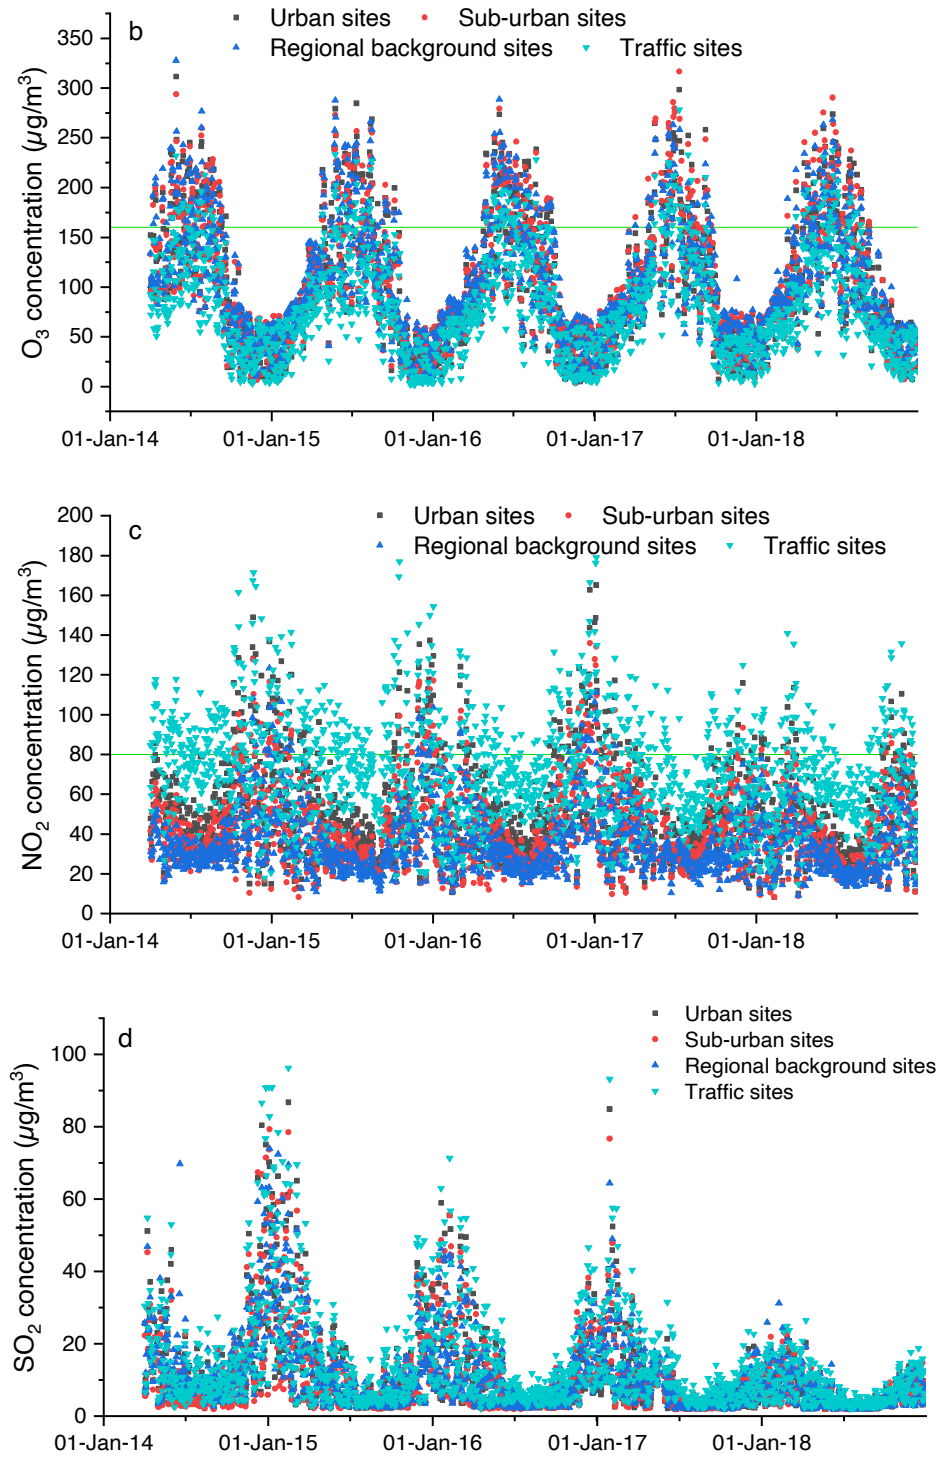 b
Urban sites
Sub-urban sites
Regional background sites
Traffic sites
O3 concentration (µg/m3)
350
300
250
200
150
100
50
0
01-Jan-14
01-Jan-15
01-Jan-16
01-Jan-17
01-Jan-18
c
Urban sites
Sub-urban sites
Regional background sites
Traffic sites
NO2 concentration (µg/m3)
200
180
160
140
120
100
80
60
40
20
0
01-Jan-14
01-Jan-15
01-Jan-16
01-Jan-17
01-Jan-18
d
Urban sites
Sub-urban sites
Regional background sites
Traffic sites
SO2 concentration (µg/m3)
100
80
60
40
20
0
01-Jan-14
01-Jan-15
01-Jan-16
01-Jan-17
01-Jan-18